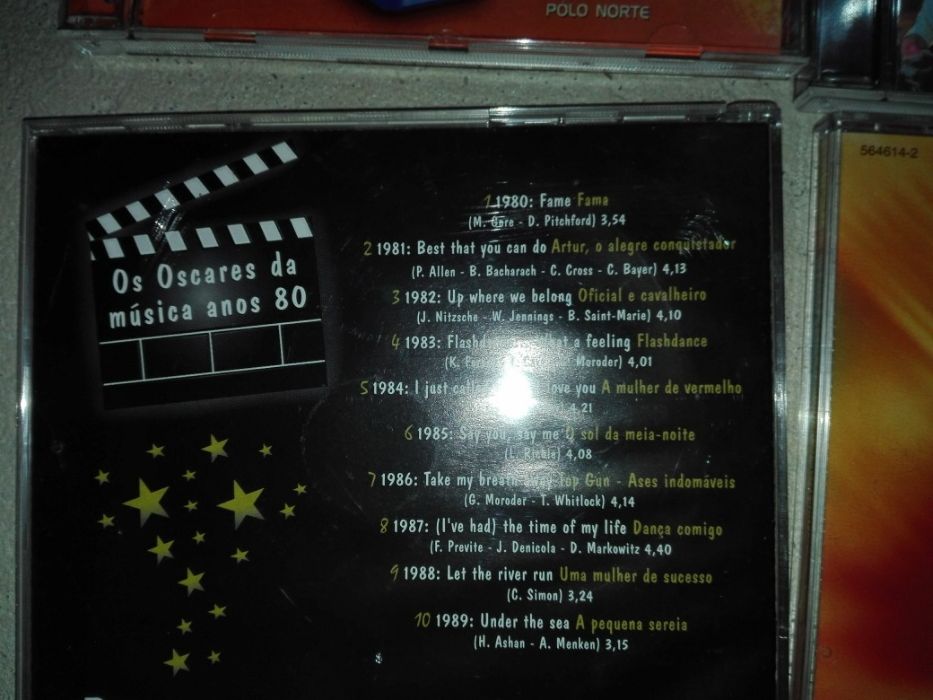 POLO NORTE
564614-2
Os Oscares da
música anos 80
1 1980: Fame Fama
(M. Gore - D. Pitchford) 3,54
2 1981: Best that you can do Artur, o alegre conquistador
(P. Allen - B. Bacharach - C. Cross - C. Bayer) 4,13
3 1982: Up where we belong Oficial e cavalheiro
(J. Nitzsche - W. Jennings - B. Saint-Marie) 4,10
4 1983: a feeling Flashdance
Moroder) 4,01
5 1984: I just you A mulher de vermelho
4,21
6 1985: Say you, say me O sol da meia-noite
(L. Richie) 4,08
7 1986: Take my breath away Top Gun - Ases indomáveis
(G. Moroder - T. Whitlock) 4,14
8 1987: (I've had) the time of my life Dança comigo
(F. Previte - J. Denicola - D. Markowitz 4,40
9 1988: Let the river run Uma mulher de sucesso
(C. Simon) 3,24
10 1989: Under the sea A pequena sereia
(H. Ashan - A. Menken) 3,15